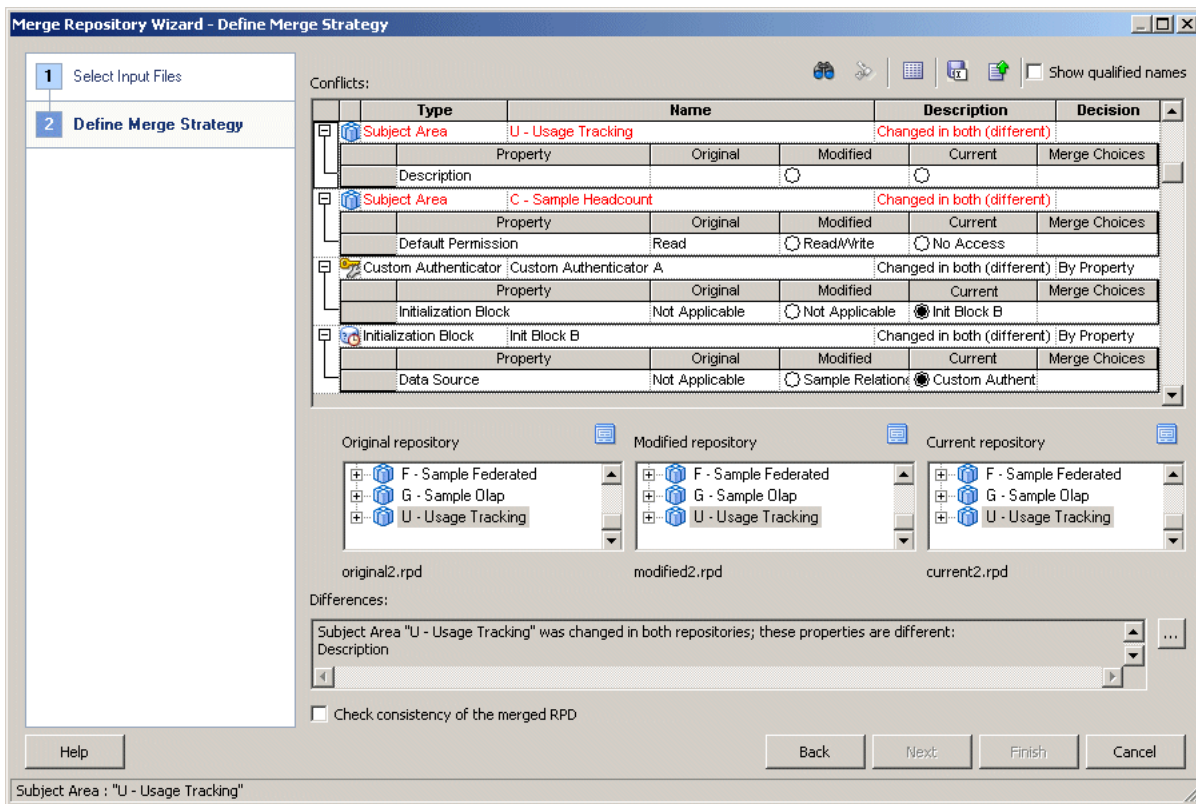 Merge Repository Wizard - Define Merge Strategy
1 Select Input Files
2 Define Merge Strategy
Conflicts:
Show qualified names
Type Name Description Decision
Subject Area U - Usage Tracking Changed in both (different)
Property Original Modified Current Merge Choices
Description
Subject Area C - Sample Headcount Changed in both (different)
Property Original Modified Current Merge Choices
Default Permission Read Read/Write No Access
Custom Authenticator Custom Authenticator A Changed in both (different) By Property
Property Original Modified Current Merge Choices
Initialization Block Not Applicable Not Applicable Init Block B
Initialization Block Init Block B Changed in both (different) By Property
Property Original Modified Current Merge Choices
Data Source Not Applicable Sample Relation Custom Authent
Original repository Modified repository Current repository
F - Sample Federated F - Sample Federated F - Sample Federated
G - Sample Olap G - Sample Olap G - Sample Olap
U - Usage Tracking U - Usage Tracking U - Usage Tracking
original2.rpd modified2.rpd current2.rpd
Differences:
Subject Area "U - Usage Tracking" was changed in both repositories; these properties are different:
Description
...
Check consistency of the merged RPD
Help Back Next Finish Cancel
Subject Area : "U - Usage Tracking"